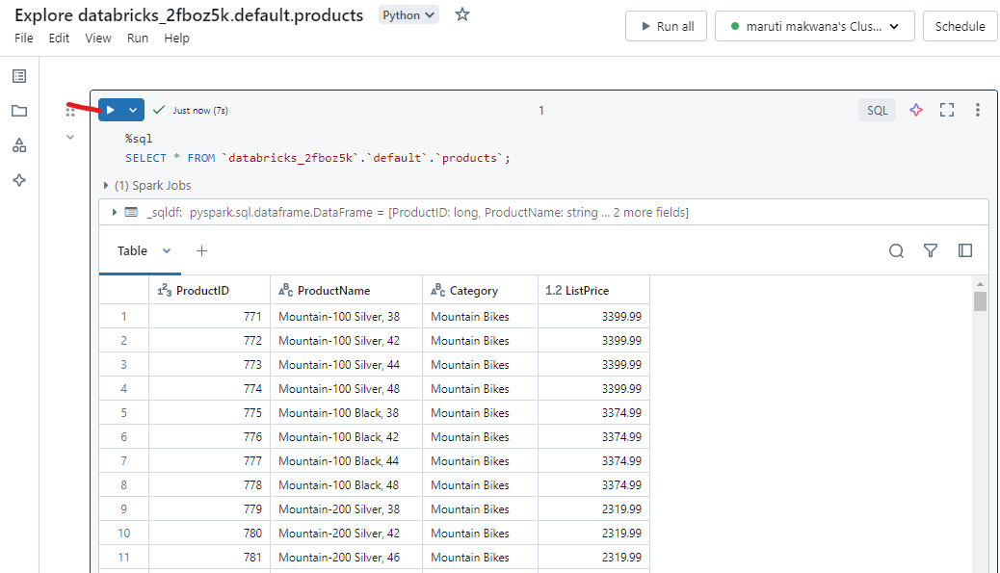 Explore databricks_2fboz5k.default.products Python
File Edit View Run Help
Run all maruti makwana's Clus... Schedule
Just now (7s) 1 SQL
%sql
SELECT * FROM `databricks_2fboz5k`.`default`.`products`;
(1) Spark Jobs
_sqldf: pyspark.sql.dataframe.DataFrame = [ProductID: long, ProductName: string ... 2 more fields]
Table +
1²3 ProductID ABC ProductName ABC Category 1.2 ListPrice
1 771 Mountain-100 Silver, 38 Mountain Bikes 3399.99
2 772 Mountain-100 Silver, 42 Mountain Bikes 3399.99
3 773 Mountain-100 Silver, 44 Mountain Bikes 3399.99
4 774 Mountain-100 Silver, 48 Mountain Bikes 3399.99
5 775 Mountain-100 Black, 38 Mountain Bikes 3374.99
6 776 Mountain-100 Black, 42 Mountain Bikes 3374.99
7 777 Mountain-100 Black, 44 Mountain Bikes 3374.99
8 778 Mountain-100 Black, 48 Mountain Bikes 3374.99
9 779 Mountain-200 Silver, 38 Mountain Bikes 2319.99
10 780 Mountain-200 Silver, 42 Mountain Bikes 2319.99
11 781 Mountain-200 Silver, 46 Mountain Bikes 2319.99